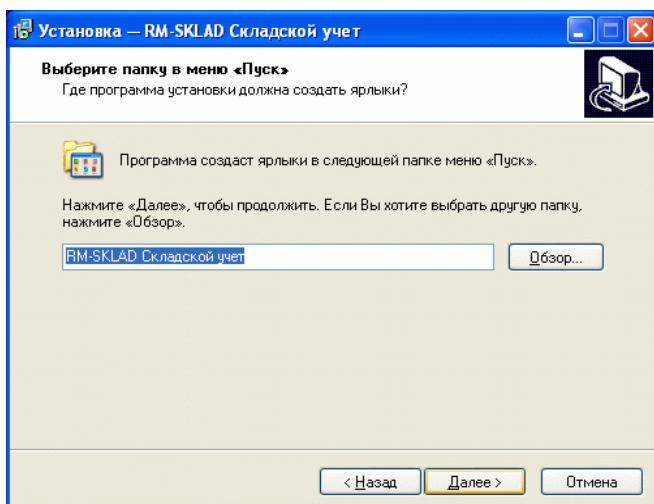 Установка — RM-SKLAD Складской учет
Выберите папку в меню «Пуск»
Где программа установки должна создать ярлыки?
Программа создаст ярлыки в следующей папке меню «Пуск».
Нажмите «Далее», чтобы продолжить. Если Вы хотите выбрать другую папку,
нажмите «Обзор».
RM-SKLAD Складской учет
Обзор...
< Назад
Далее >
Отмена